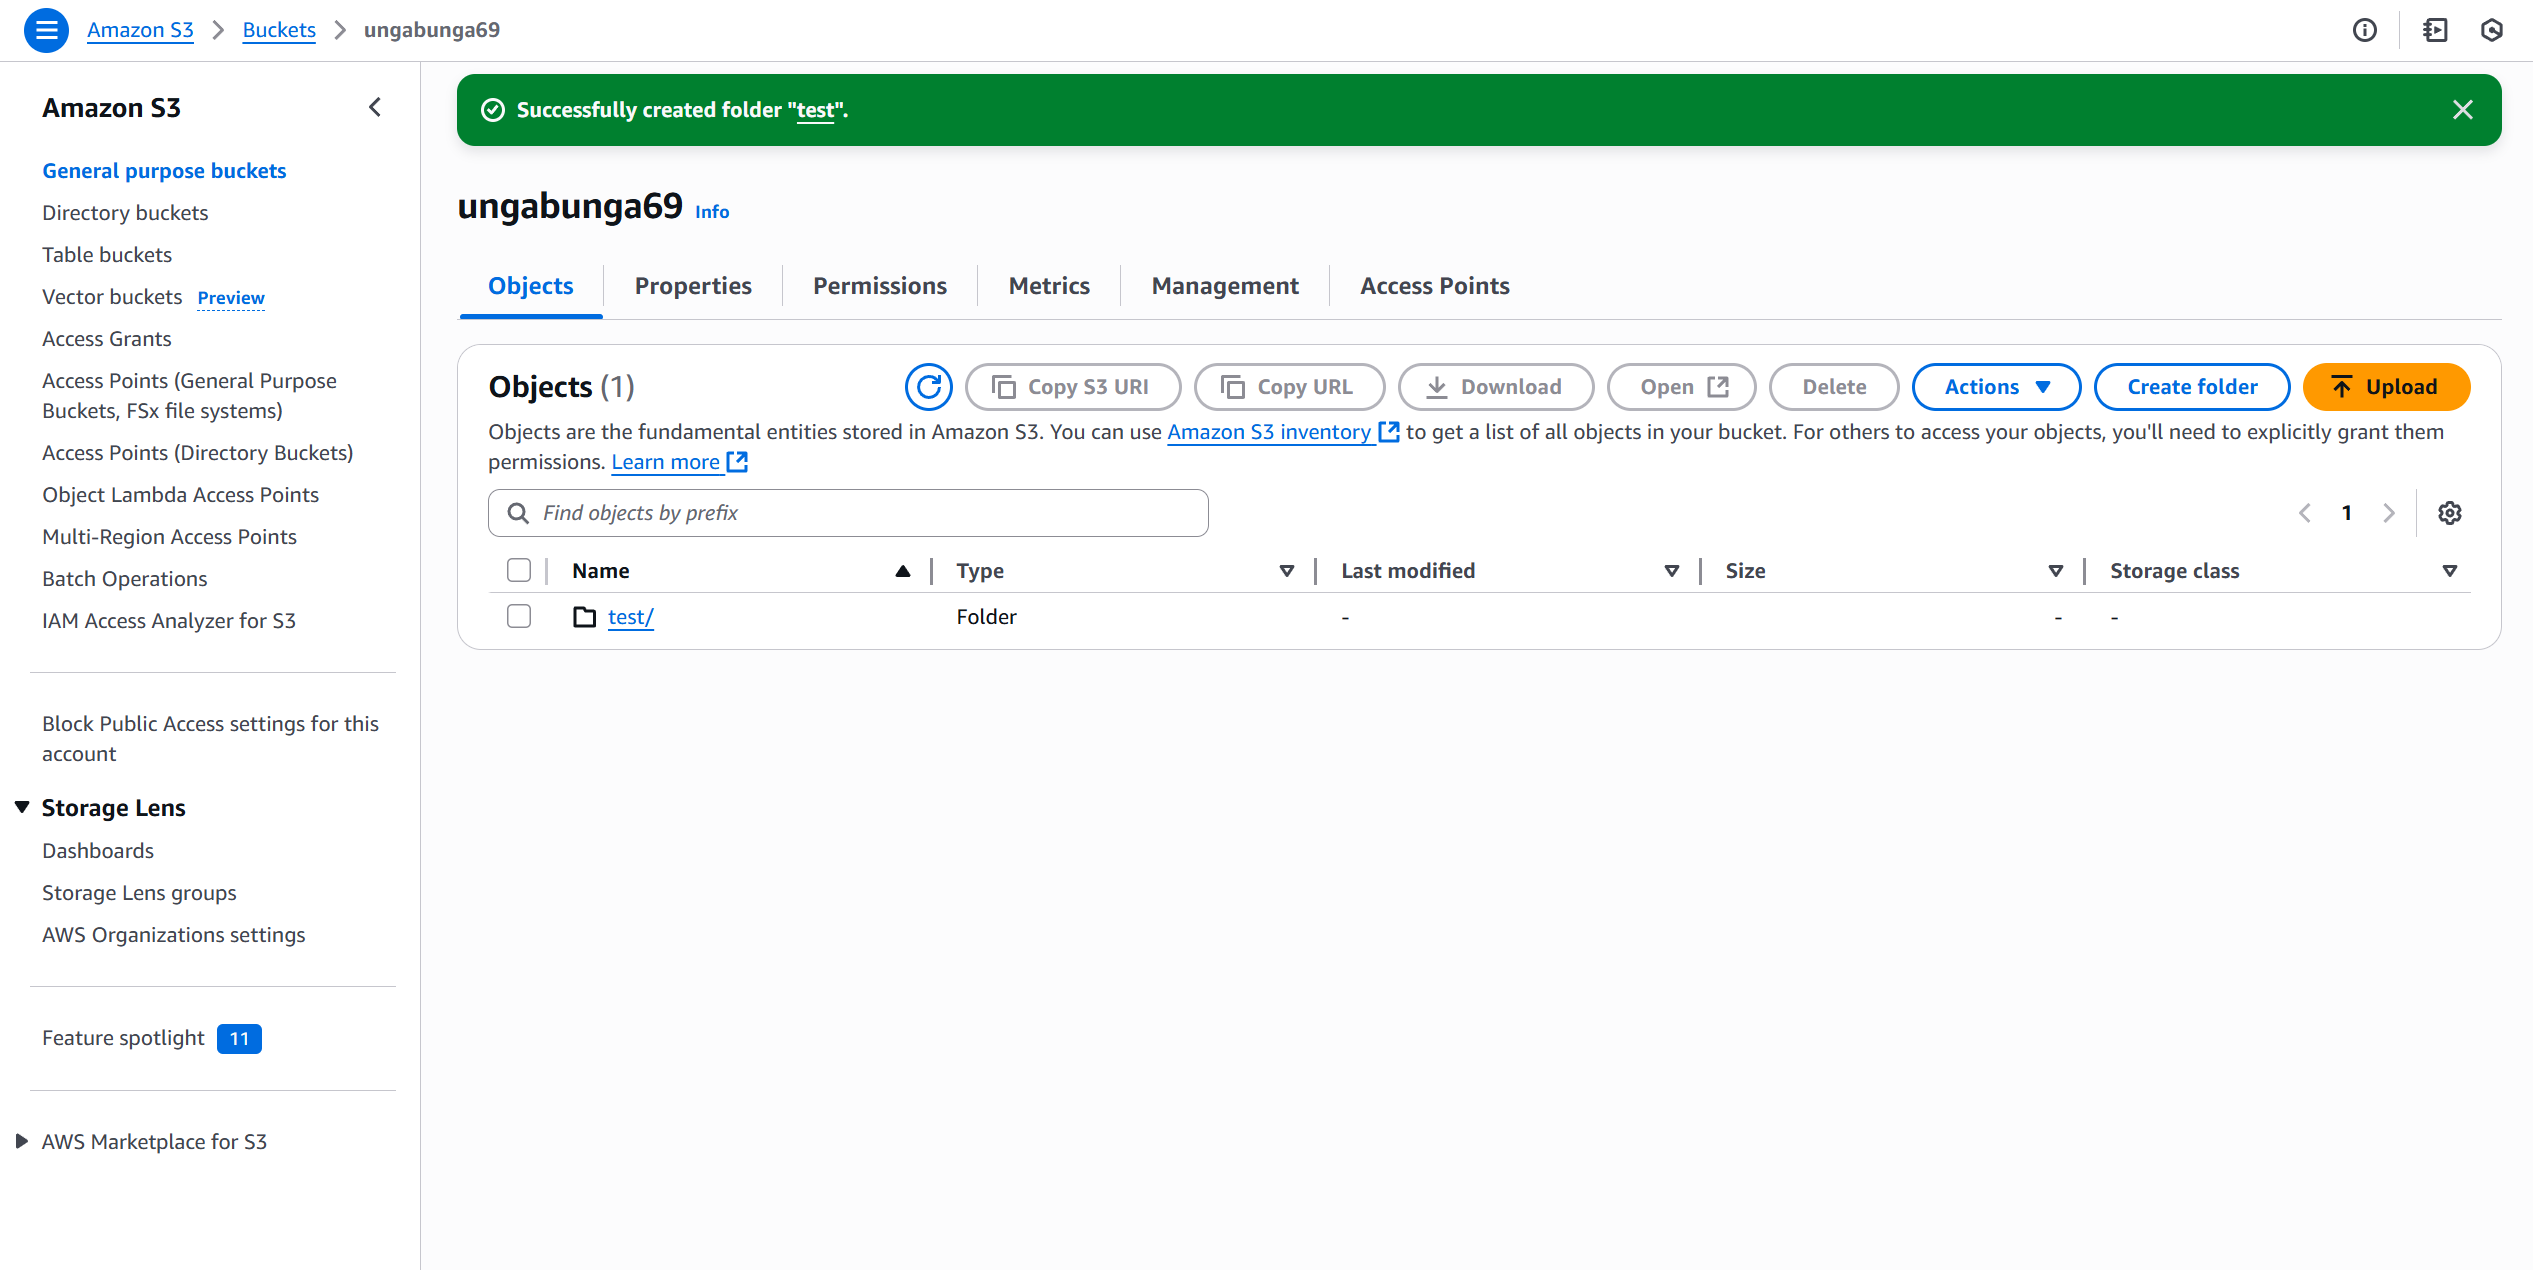 Amazon S3 > Buckets > ungabunga69
Amazon S3
General purpose buckets
Directory buckets
Table buckets
Vector buckets Preview
Access Grants
Access Points (General Purpose
Buckets, FSx file systems)
Access Points (Directory Buckets)
Object Lambda Access Points
Multi-Region Access Points
Batch Operations
IAM Access Analyzer for S3
Block Public Access settings for this
account
Storage Lens
Dashboards
Storage Lens groups
AWS Organizations settings
Feature spotlight 11
AWS Marketplace for S3
Successfully created folder "test".
ungabunga69 Info
Objects Properties Permissions Metrics Management Access Points
Objects (1) Copy S3 URI Copy URL Download Open Delete Actions Create folder Upload
Objects are the fundamental entities stored in Amazon S3. You can use Amazon S3 inventory to get a list of all objects in your bucket. For others to access your objects, you'll need to explicitly grant them
permissions. Learn more
Find objects by prefix
1
Name Type Last modified Size Storage class
test/ Folder - - -